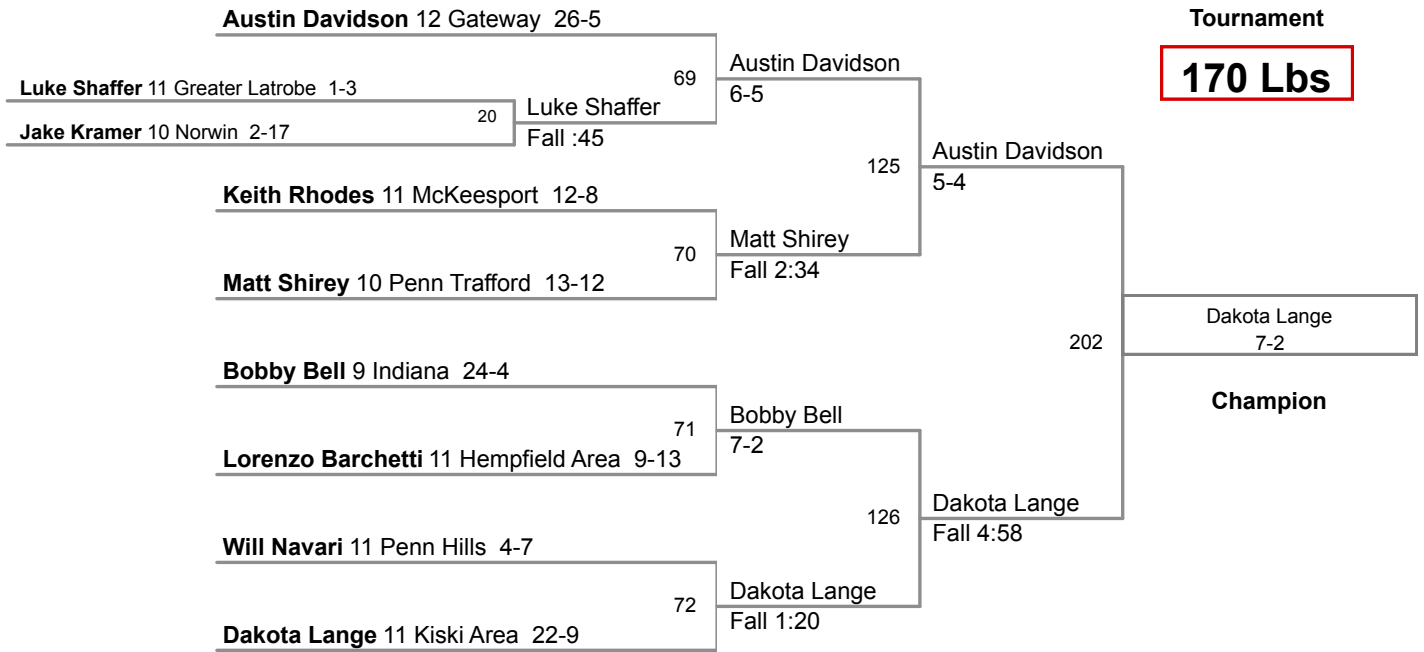 Austin Davidson 12 Gateway 26-5
Tournament
170 Lbs
69
Austin Davidson
6-5
Luke Shaffer 11 Greater Latrobe 1-3
20
Luke Shaffer
Fall :45
Jake Kramer 10 Norwin 2-17
125
Austin Davidson
5-4
Keith Rhodes 11 McKeesport 12-8
70
Matt Shirey
Fall 2:34
Matt Shirey 10 Penn Trafford 13-12
202
Dakota Lange
7-2
Champion
Bobby Bell 9 Indiana 24-4
71
Bobby Bell
7-2
Lorenzo Barchetti 11 Hempfield Area 9-13
126
Dakota Lange
Fall 4:58
Will Navari 11 Penn Hills 4-7
72
Dakota Lange
Fall 1:20
Dakota Lange 11 Kiski Area 22-9